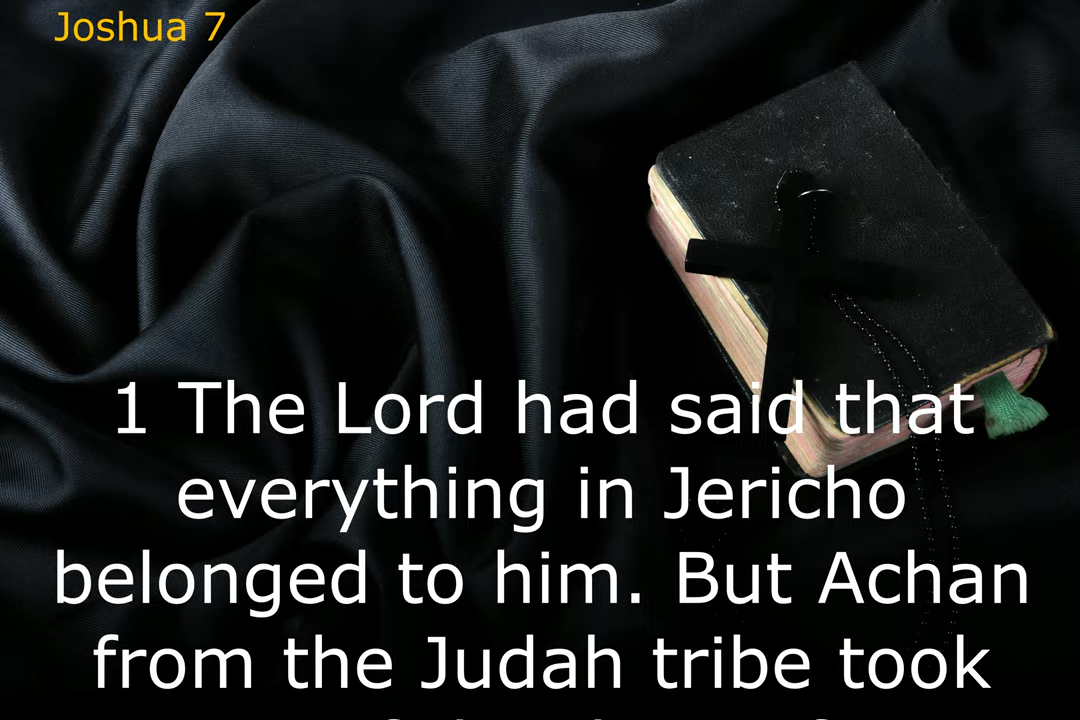 Joshua 7
1 The Lord had said that
everything in Jericho
belonged to him. But Achan
from the Judah tribe took